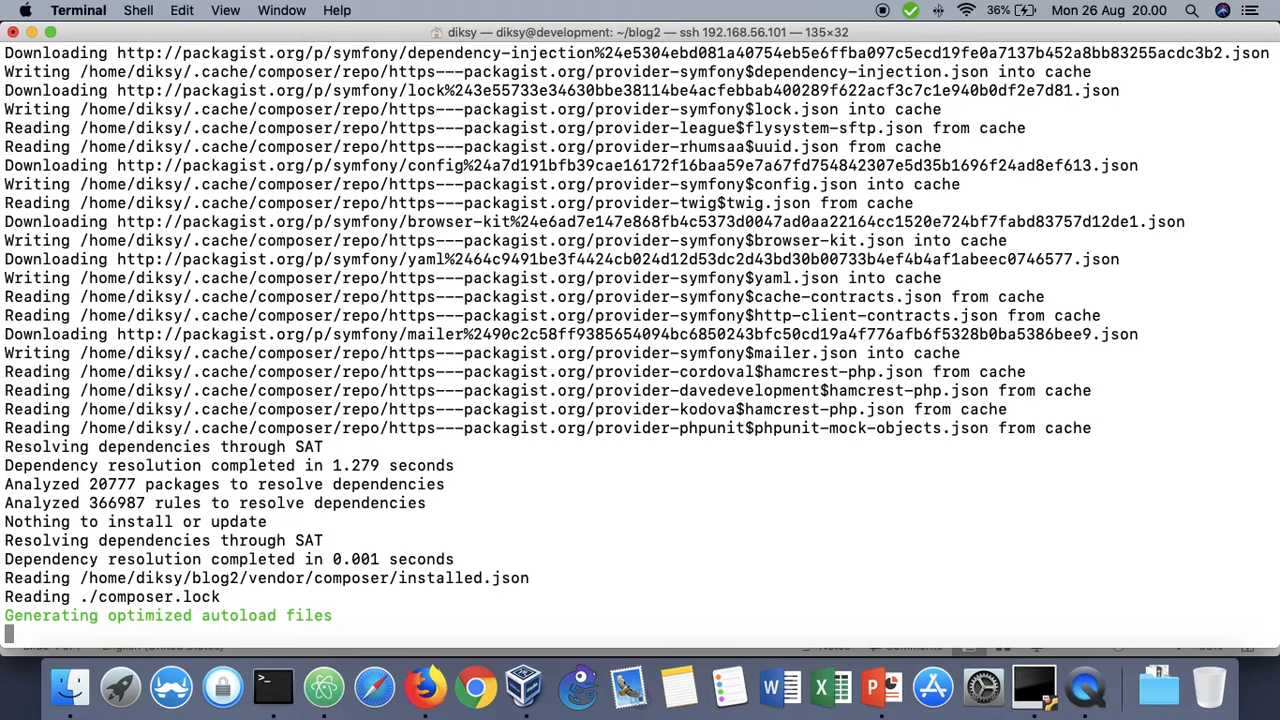 Terminal Shell Edit View Window Help 36% Mon 26 Aug 20.00
diksy — diksy@development: ~/blog2 — ssh 192.168.56.101 — 135×32
Downloading http://packagist.org/p/symfony/dependency-injection%24e5304ebd081a40754eb5e6ffba097c5ecd19fe0a7137b452a8bb83255acdc3b2.json
Writing /home/diksy/.cache/composer/repo/https---packagist.org/provider-symfony$dependency-injection.json into cache
Downloading http://packagist.org/p/symfony/lock%243e55733e34630bbe38114be4acfebbab400289f622acf3c7c1e940b0df2e7d81.json
Writing /home/diksy/.cache/composer/repo/https---packagist.org/provider-symfony$lock.json into cache
Reading /home/diksy/.cache/composer/repo/https---packagist.org/provider-league$flysystem-sftp.json from cache
Reading /home/diksy/.cache/composer/repo/https---packagist.org/provider-rhumsaa$uuid.json from cache
Downloading http://packagist.org/p/symfony/config%24a7d191bfb39cae16172f16baa59e7a67fd754842307e5d35b1696f24ad8ef613.json
Writing /home/diksy/.cache/composer/repo/https---packagist.org/provider-symfony$config.json into cache
Reading /home/diksy/.cache/composer/repo/https---packagist.org/provider-twig$twig.json from cache
Downloading http://packagist.org/p/symfony/browser-kit%24e6ad7e147e868fb4c5373d0047ad0aa22164cc1520e724bf7fabd83757d12de1.json
Writing /home/diksy/.cache/composer/repo/https---packagist.org/provider-symfony$browser-kit.json into cache
Downloading http://packagist.org/p/symfony/yaml%2464c9491be3f4424cb024d12d53dc2d43bd30b00733b4ef4b4af1abeec0746577.json
Writing /home/diksy/.cache/composer/repo/https---packagist.org/provider-symfony$yaml.json into cache
Reading /home/diksy/.cache/composer/repo/https---packagist.org/provider-symfony$cache-contracts.json from cache
Reading /home/diksy/.cache/composer/repo/https---packagist.org/provider-symfony$http-client-contracts.json from cache
Downloading http://packagist.org/p/symfony/mailer%2490c2c58ff9385654094bc6850243bfc50cd19a4f776afb6f5328b0ba5386bee9.json
Writing /home/diksy/.cache/composer/repo/https---packagist.org/provider-symfony$mailer.json into cache
Reading /home/diksy/.cache/composer/repo/https---packagist.org/provider-cordoval$hamcrest-php.json from cache
Reading /home/diksy/.cache/composer/repo/https---packagist.org/provider-davedevelopment$hamcrest-php.json from cache
Reading /home/diksy/.cache/composer/repo/https---packagist.org/provider-kodova$hamcrest-php.json from cache
Reading /home/diksy/.cache/composer/repo/https---packagist.org/provider-phpunit$phpunit-mock-objects.json from cache
Resolving dependencies through SAT
Dependency resolution completed in 1.279 seconds
Analyzed 20777 packages to resolve dependencies
Analyzed 366987 rules to resolve dependencies
Nothing to install or update
Resolving dependencies through SAT
Dependency resolution completed in 0.001 seconds
Reading /home/diksy/blog2/vendor/composer/installed.json
Reading ./composer.lock
Generating optimized autoload files